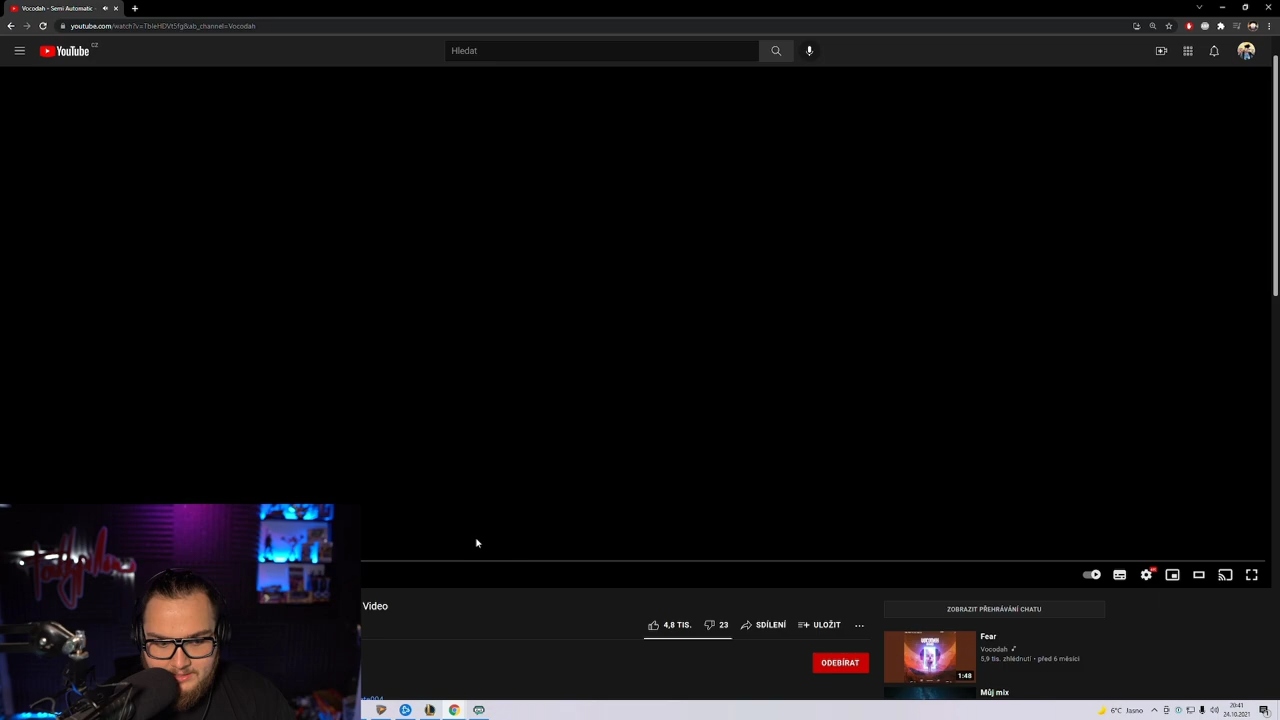 Vocodah - Semi Automatic -
youtube.com/watch?v=TbIeHDVt5fg&ab_channel=Vocodah
YouTube CZ
Hledat
Video
4,8 TIS.
23
SDÍLENÍ
ULOŽIT
ODEBÍRAT
ZOBRAZIT PŘEHRÁVÁNÍ CHATU
Fear
Vocodah
5,9 tis. zhlédnutí • před 6 měsíci
1:48
Můj mix
6°C Jasno
20:41
24.10.2021